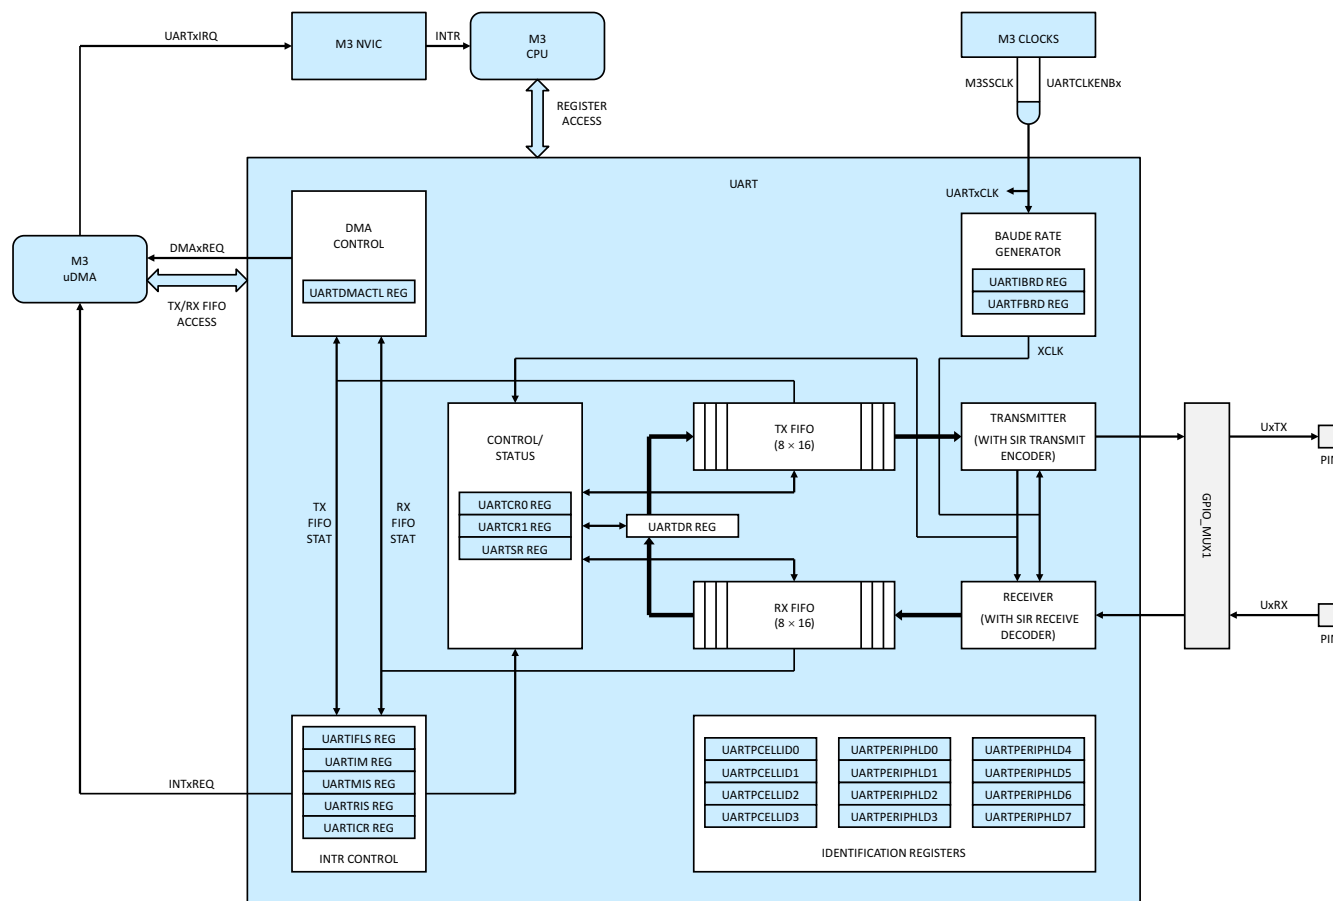 UARTxIRQ
M3 NVIC
INTR
M3
CPU
M3 CLOCKS
M3SSCLK
UARTCLKENBx
REGISTER
ACCESS
UART
UARTxCLK
DMA
CONTROL
UARTDMACTL REG
DMAxREQ
M3
uDMA
TX/RX FIFO
ACCESS
BAUDE RATE
GENERATOR
UARTIBRD REG
UARTFBRD REG
XCLK
CONTROL/
STATUS
UARTCR0 REG
UARTCR1 REG
UARTSR REG
TX FIFO
(8 × 16)
TRANSMITTER
(WITH SIR TRANSMIT
ENCODER)
UxTX
PIN
TX
FIFO
STAT
RX
FIFO
STAT
UARTDR REG
GPIO_MUX1
RX FIFO
(8 × 16)
RECEIVER
(WITH SIR RECEIVE
DECODER)
UxRX
PIN
INTxREQ
UARTIFLS REG
UARTIM REG
UARTMIS REG
UARTRIS REG
UARTICR REG
INTR CONTROL
UARTPCELLID0
UARTPCELLID1
UARTPCELLID2
UARTPCELLID3
UARTPERIPHLD0
UARTPERIPHLD1
UARTPERIPHLD2
UARTPERIPHLD3
UARTPERIPHLD4
UARTPERIPHLD5
UARTPERIPHLD6
UARTPERIPHLD7
IDENTIFICATION REGISTERS